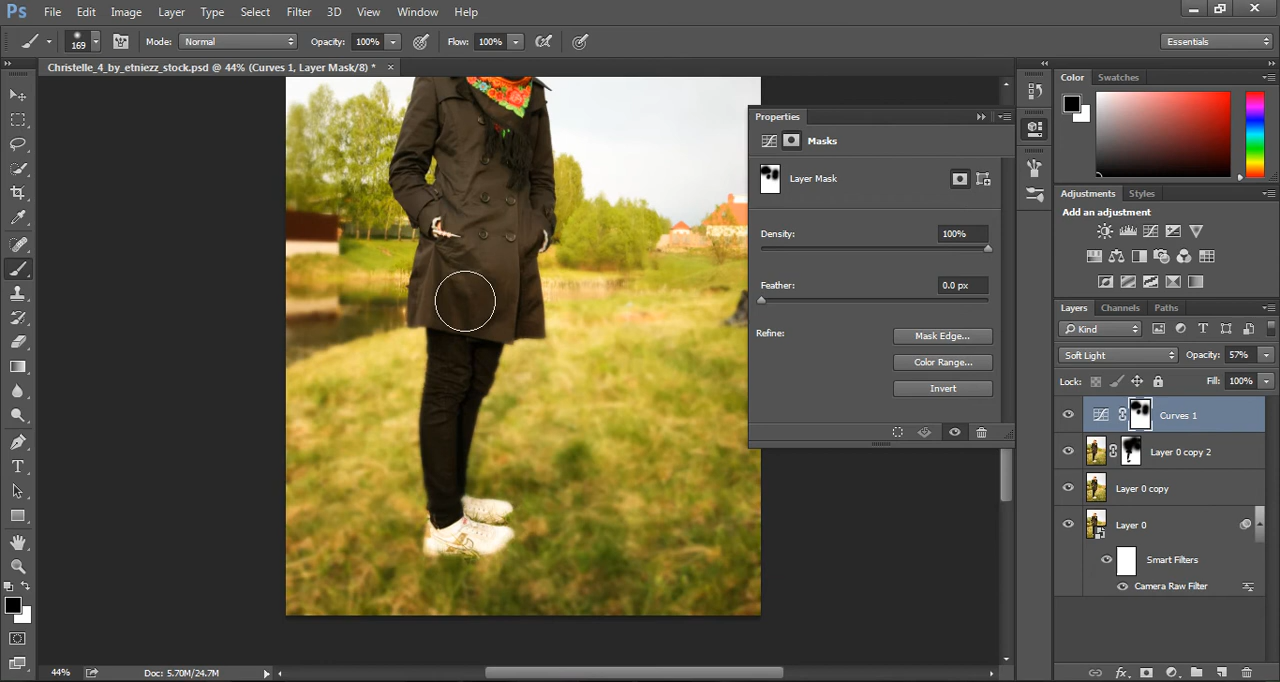 Ps File Edit Image Layer Type Select Filter 3D View Window Help
169 Mode: Normal Opacity: 100% Flow: 100% Essentials
Christelle_4_by_etniezz_stock.psd @ 44% (Curves 1, Layer Mask/8) *
Properties
Masks
Layer Mask
Density: 100%
Feather: 0.0 px
Refine: Mask Edge...
Color Range...
Invert
Color Swatches
Adjustments Styles
Add an adjustment
Layers Channels Paths
Kind
Soft Light Opacity: 57%
Lock: Fill: 100%
Curves 1
Layer 0 copy 2
Layer 0 copy
Layer 0
Smart Filters
Camera Raw Filter
44% Doc: 5.70M/24.7M